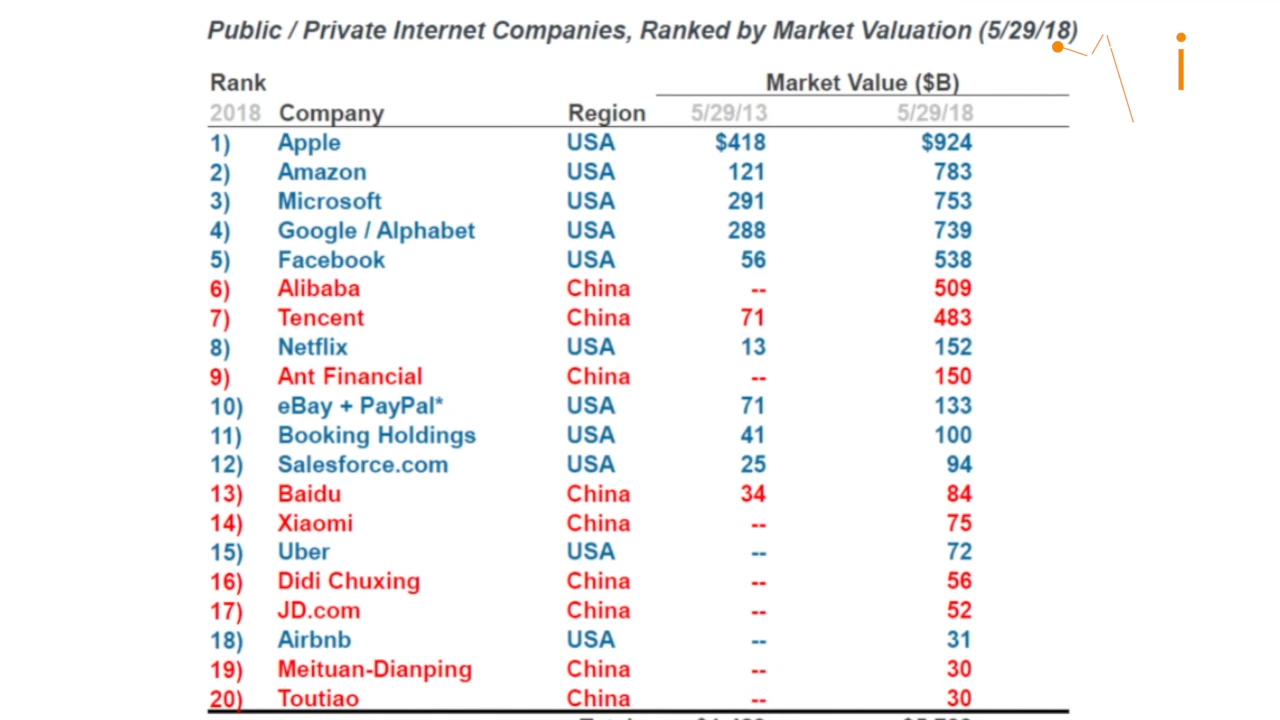 Public / Private Internet Companies, Ranked by Market Valuation (5/29/18)
Rank Market Value ($B)
2018 Company Region 5/29/13 5/29/18
1) Apple USA $418 $924
2) Amazon USA 121 783
3) Microsoft USA 291 753
4) Google / Alphabet USA 288 739
5) Facebook USA 56 538
6) Alibaba China -- 509
7) Tencent China 71 483
8) Netflix USA 13 152
9) Ant Financial China -- 150
10) eBay + PayPal* USA 71 133
11) Booking Holdings USA 41 100
12) Salesforce.com USA 25 94
13) Baidu China 34 84
14) Xiaomi China -- 75
15) Uber USA -- 72
16) Didi Chuxing China -- 56
17) JD.com China -- 52
18) Airbnb USA -- 31
19) Meituan-Dianping China -- 30
20) Toutiao China -- 30